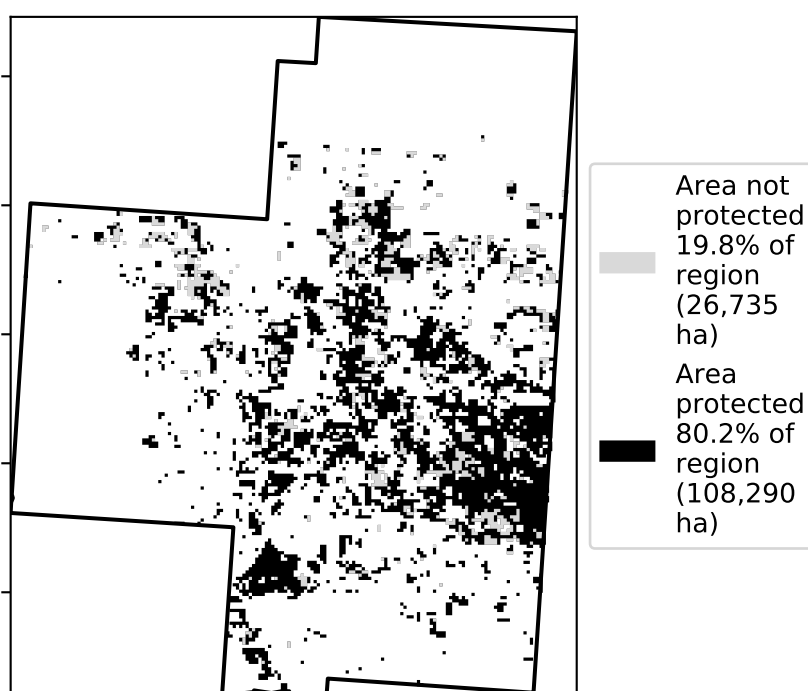 Area not
protected
19.8% of
region
(26,735
ha)
Area
protected
80.2% of
region
(108,290
ha)